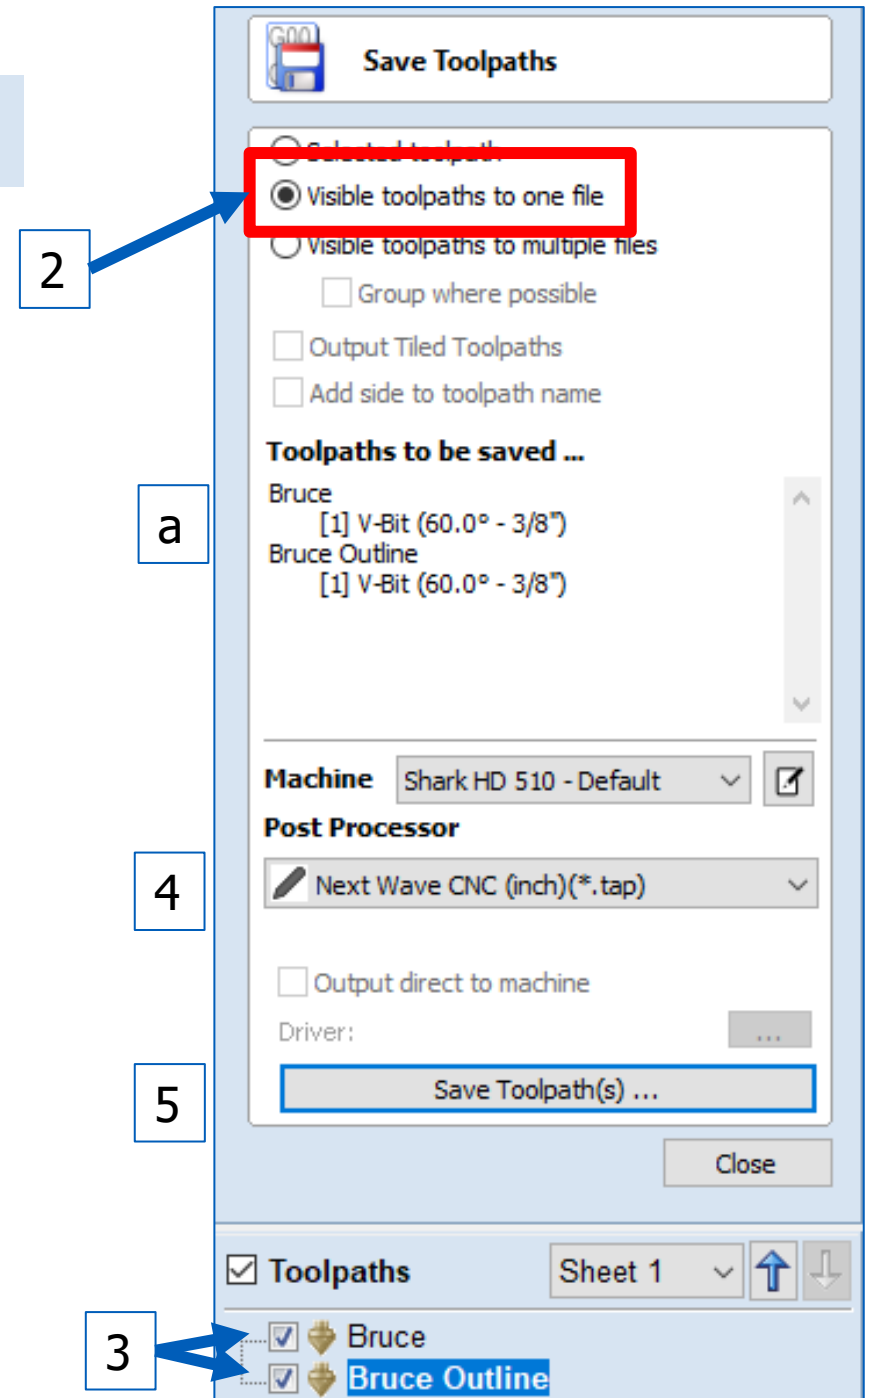 G00
Save Toolpaths
Selected toolpath
Visible toolpaths to one file
2
Visible toolpaths to multiple files
Group where possible
Output Tiled Toolpaths
Add side to toolpath name
Toolpaths to be saved ...
a
Bruce
[1] V-Bit (60.0° - 3/8")
Bruce Outline
[1] V-Bit (60.0° - 3/8")
Machine Shark HD 510 - Default
Post Processor
4
Next Wave CNC (inch)(*.tap)
Output direct to machine
Driver: ...
5
Save Toolpath(s) ...
Close
Toolpaths Sheet 1
3
Bruce
Bruce Outline